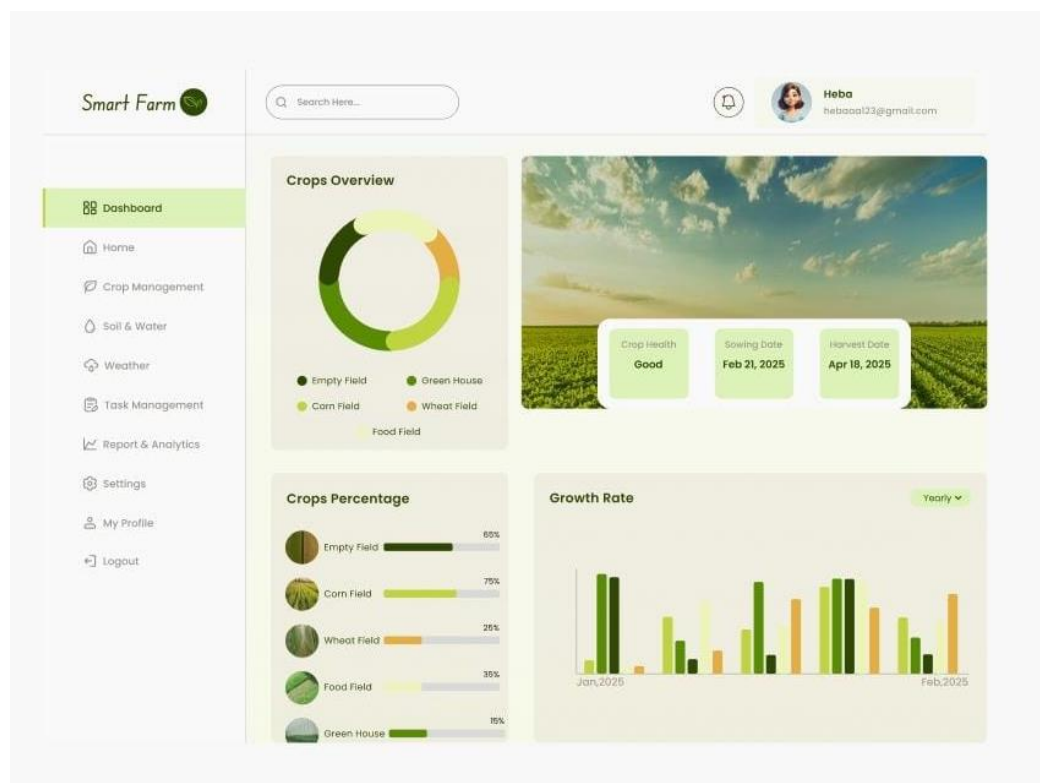 Smart Farm
Search Here...
Heba
hebaaa123@gmail.com
Dashboard
Home
Crop Management
Soil & Water
Weather
Task Management
Report & Analytics
Settings
My Profile
Logout
Crops Overview
Empty Field
Green House
Corn Field
Wheat Field
Food Field
Crop Health
Good
Sowing Date
Feb 21, 2025
Harvest Date
Apr 18, 2025
Crops Percentage
Empty Field
65%
Corn Field
75%
Wheat Field
25%
Food Field
35%
Green House
15%
Growth Rate
Yearly
Jan,2025
Feb,2025